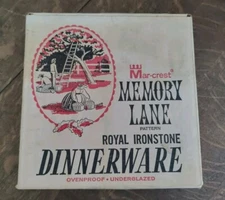 Mar-crest
MEMORY
LANE
PATTERN
ROYAL IRONSTONE
DINNERWARE
OVENPROOF • UNDERGLAZED